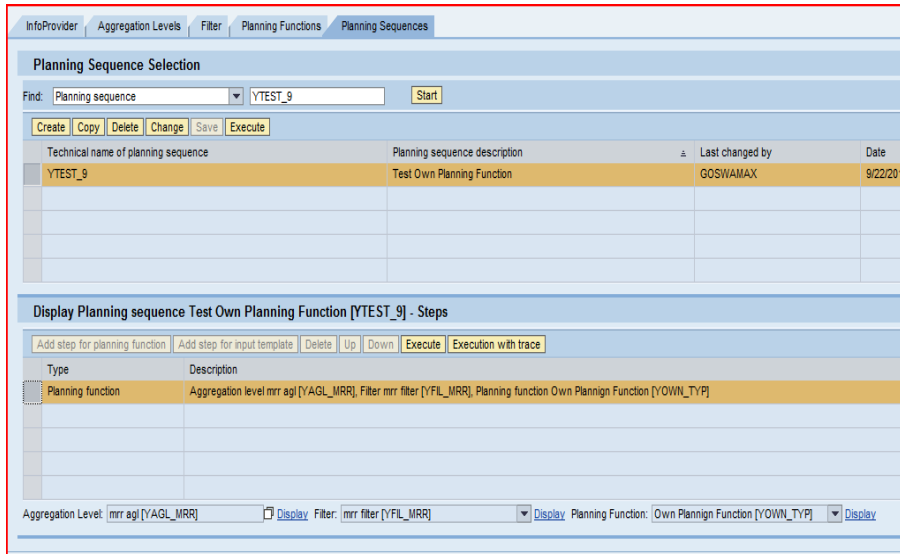 InfoProvider Aggregation Levels Filter Planning Functions Planning Sequences
Planning Sequence Selection
Find: Planning sequence YTEST_9 Start
Create Copy Delete Change Save Execute
Technical name of planning sequence Planning sequence description Last changed by Date
YTEST_9 Test Own Planning Function GOSWAMAX 9/22/201
Display Planning sequence Test Own Planning Function [YTEST_9] - Steps
Add step for planning function Add step for input template Delete Up Down Execute Execution with trace
Type Description
Planning function Aggregation level mrr agl [YAGL_MRR], Filter mrr filter [YFIL_MRR], Planning function Own Plannign Function [YOWN_TYP]
Aggregation Level: mrr agl [YAGL_MRR] Display Filter: mrr filter [YFIL_MRR] Display Planning Function: Own Plannign Function [YOWN_TYP] Display